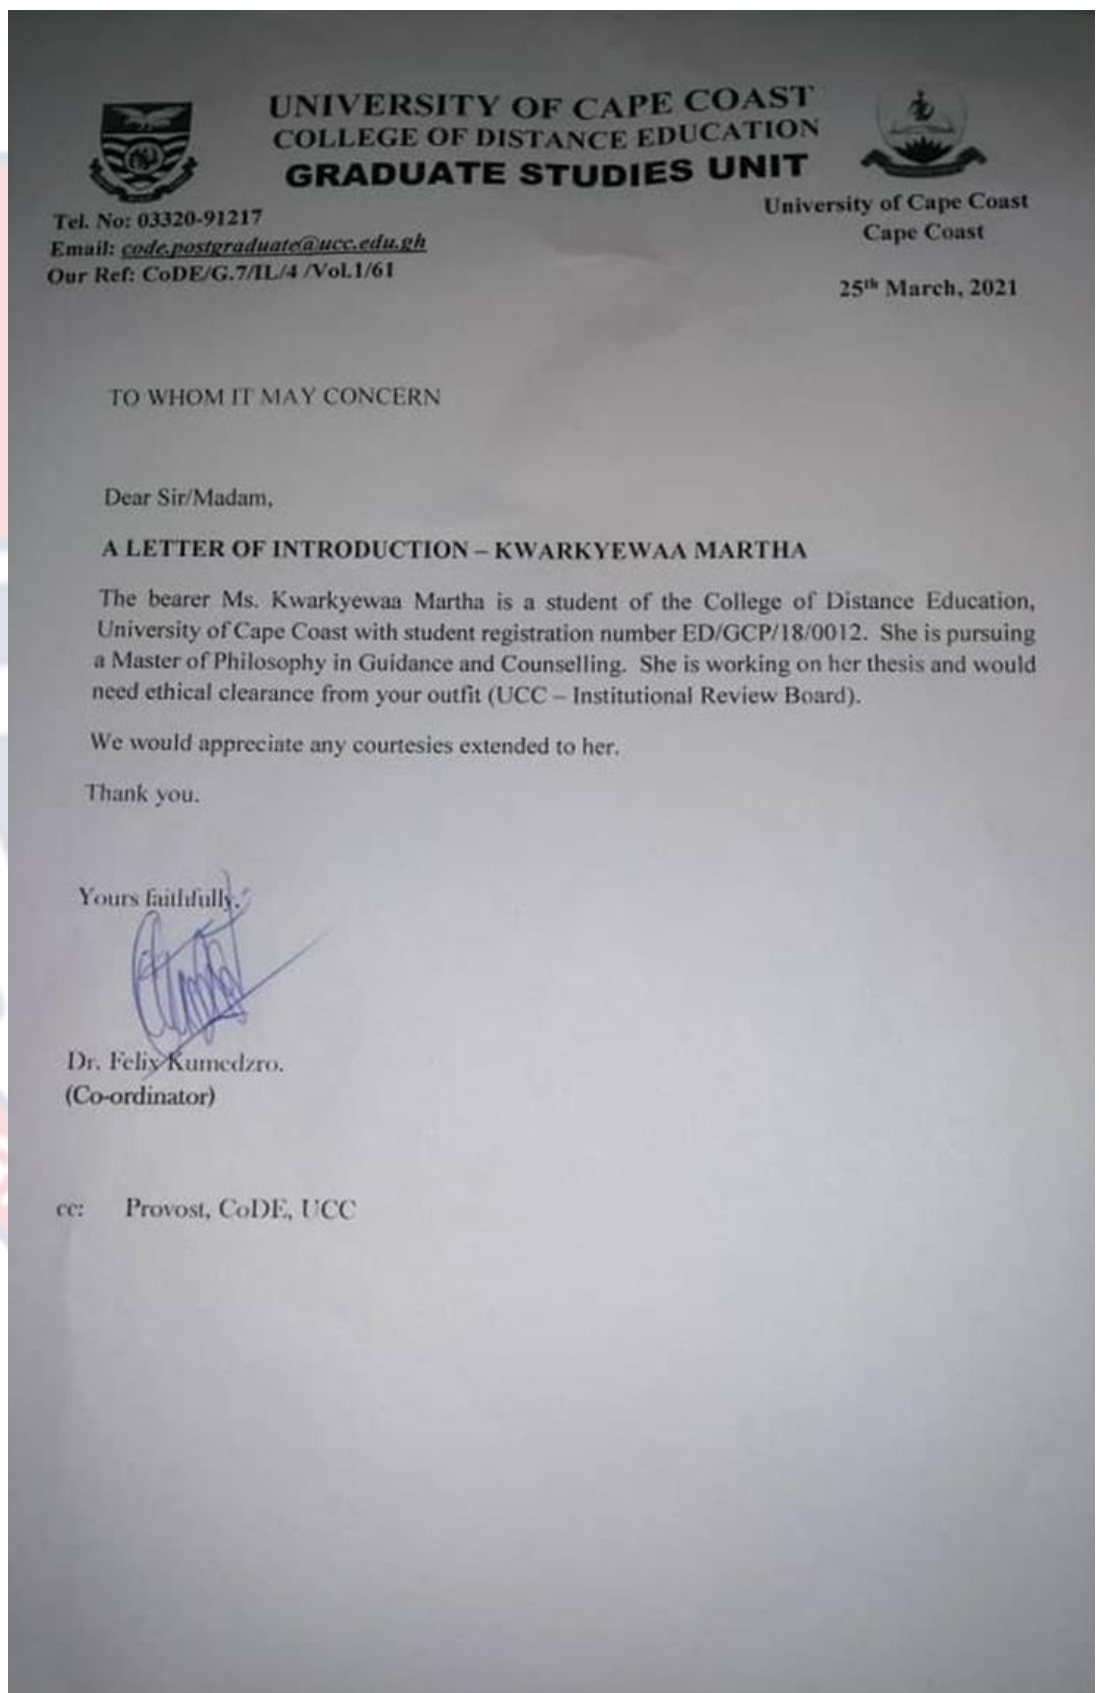 UNIVERSITY OF CAPE COAST
COLLEGE OF DISTANCE EDUCATION
GRADUATE STUDIES UNIT
Tel. No: 03320-91217
Email: code.postgraduate@ucc.edu.gh
Our Ref: CoDE/G.7/IL/4 /Vol.1/61
University of Cape Coast
Cape Coast
25th March, 2021
TO WHOM IT MAY CONCERN
Dear Sir/Madam,
A LETTER OF INTRODUCTION – KWARKYEWAA MARTHA
The bearer Ms. Kwarkyewaa Martha is a student of the College of Distance Education,
University of Cape Coast with student registration number ED/GCP/18/0012. She is pursuing
a Master of Philosophy in Guidance and Counselling. She is working on her thesis and would
need ethical clearance from your outfit (UCC – Institutional Review Board).
We would appreciate any courtesies extended to her.
Thank you.
Yours faithfully,
Dr. Felix Kumedzro.
(Co-ordinator)
cc: Provost, CoDE, UCC